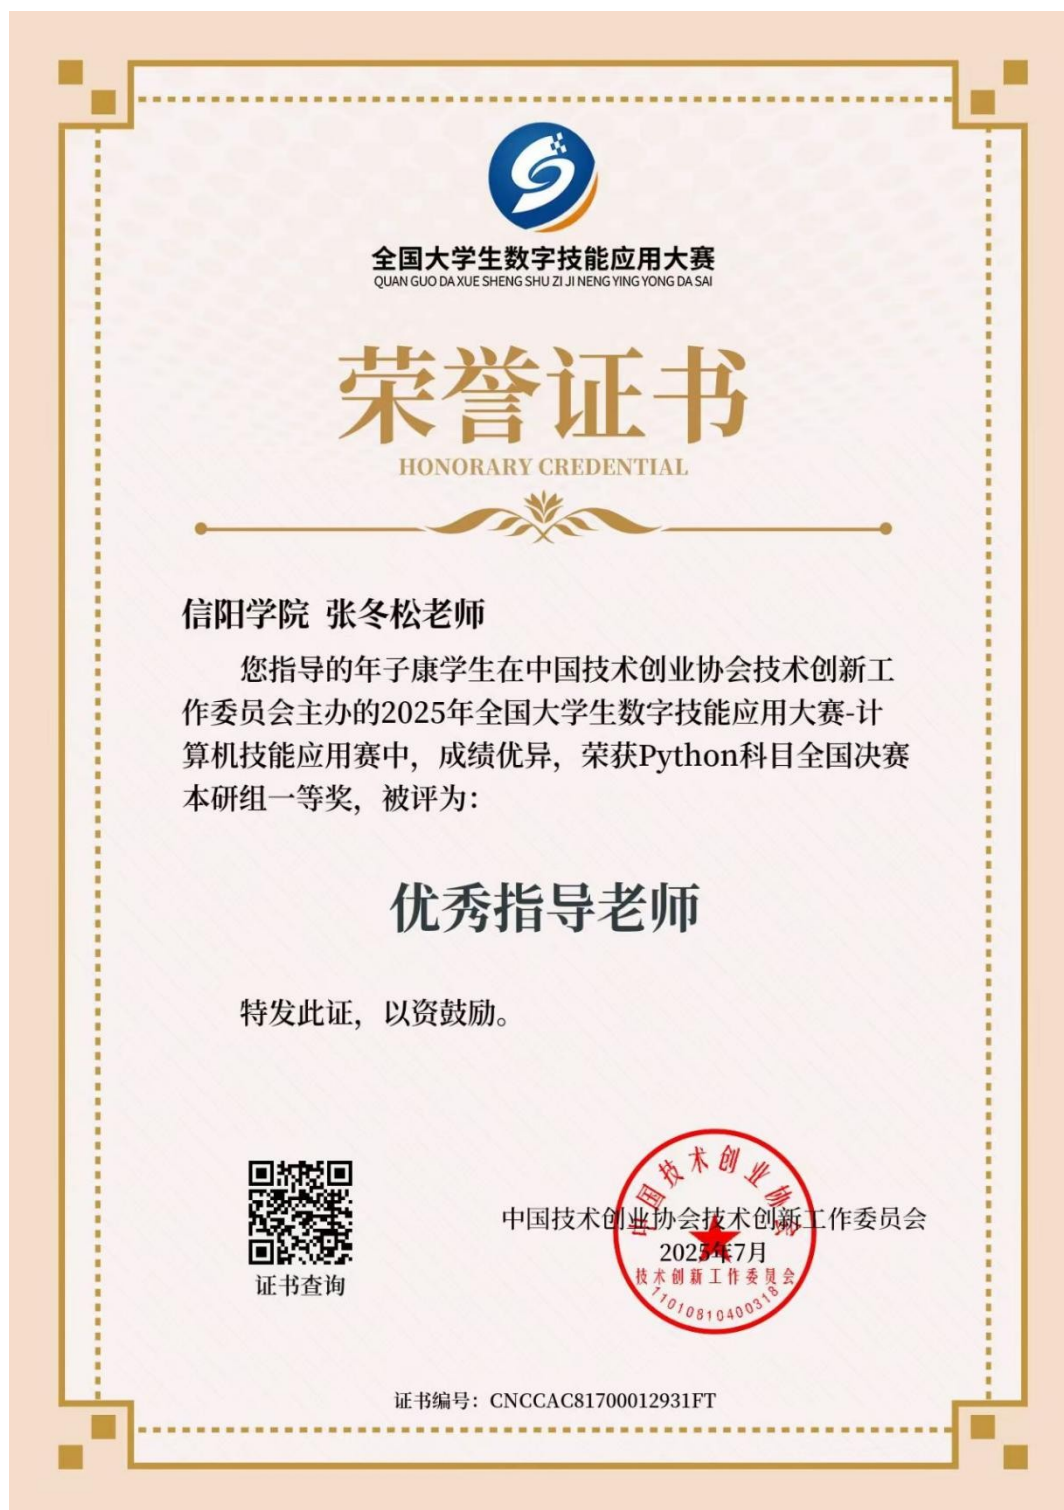 全国大学生数字技能应用大赛
QUAN GUO DA XUE SHENG SHU ZI JI NENG YING YONG DA SAI
荣誉证书
HONORARY CREDENTIAL
信阳学院 张冬松老师
您指导的年子康学生在中国技术创业协会技术创新工
作委员会主办的2025年全国大学生数字技能应用大赛-计
算机技能应用赛中，成绩优异，荣获Python科目全国决赛
本研组一等奖，被评为：
优秀指导老师
特发此证，以资鼓励。
中国技术创业协会
中国技术创业协会技术创新工作委员会
2025年7月
技术创新工作委员会
11010810400318
证书查询
证书编号：CNCCAC81700012931FT